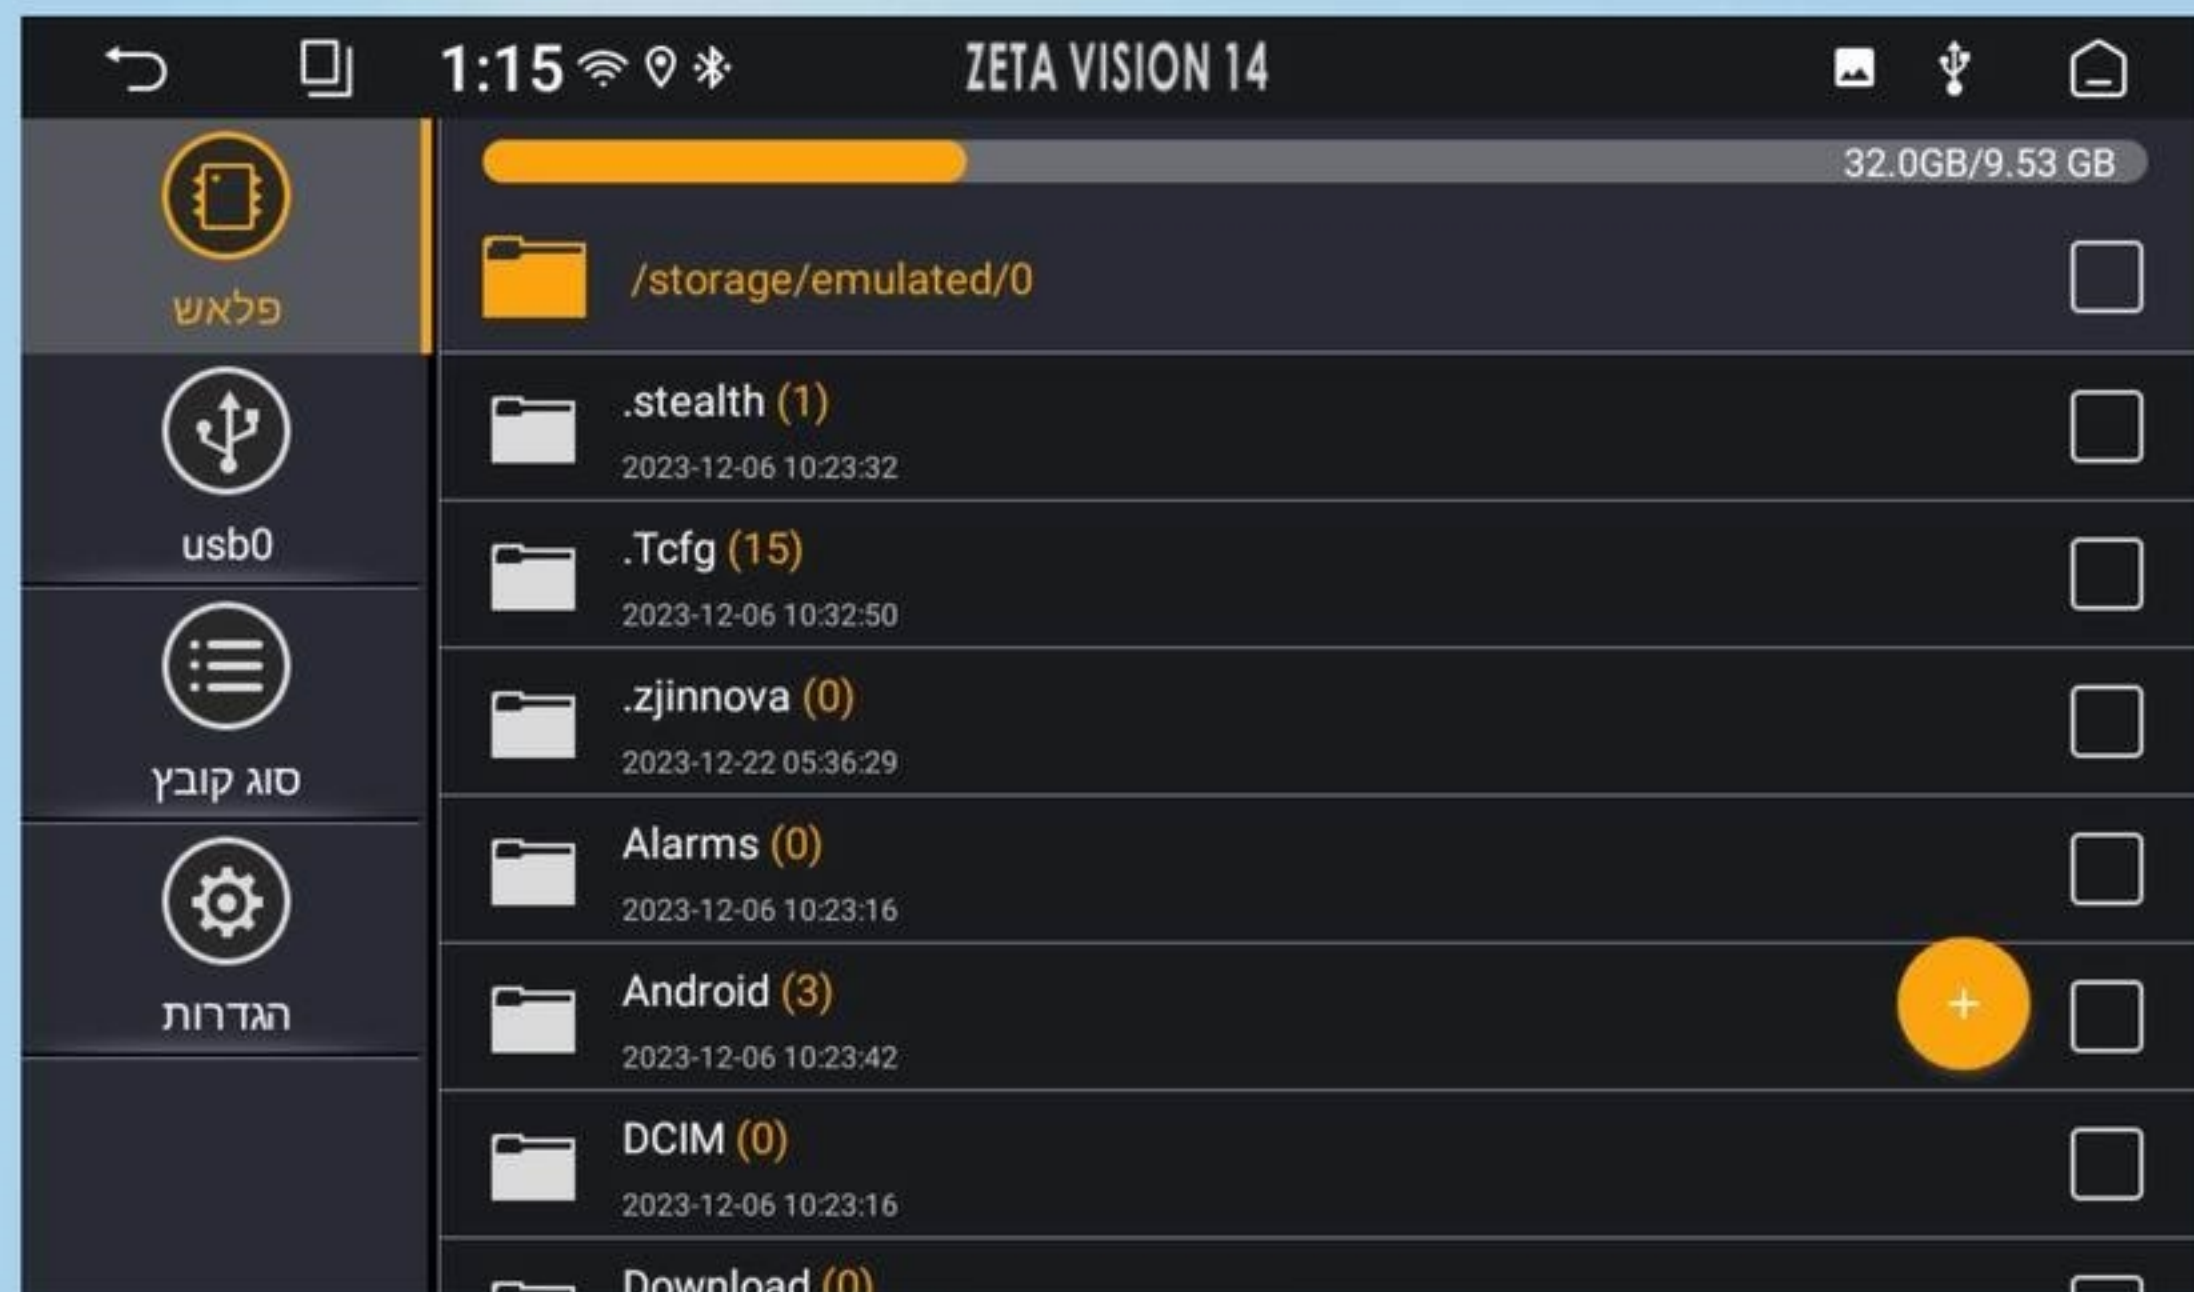 1:15
ZETA VISION 14
פלאש
usb0
סוג קובץ
הגדרות
32.0GB/9.53 GB
/storage/emulated/0
.stealth (1)
2023-12-06 10:23:32
.Tcfg (15)
2023-12-06 10:32:50
.zjinnova (0)
2023-12-22 05:36:29
Alarms (0)
2023-12-06 10:23:16
Android (3)
2023-12-06 10:23:42
+
DCIM (0)
2023-12-06 10:23:16
Download (0)